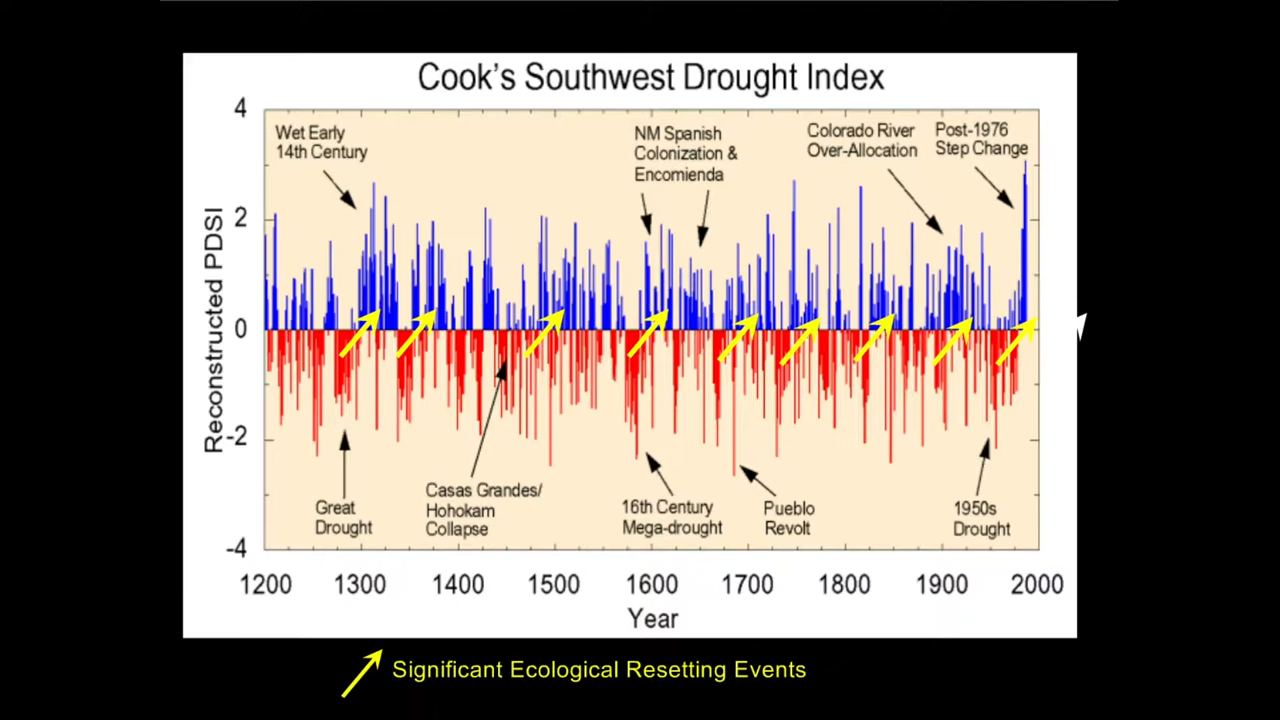 Cook's Southwest Drought Index
4
2
0
-2
-4
Reconstructed PDSI
Wet Early
14th Century
NM Spanish
Colonization &
Encomienda
Colorado River
Over-Allocation
Post-1976
Step Change
Great
Drought
Casas Grandes/
Hohokam
Collapse
16th Century
Mega-drought
Pueblo
Revolt
1950s
Drought
1200 1300 1400 1500 1600 1700 1800 1900 2000
Year
Significant Ecological Resetting Events